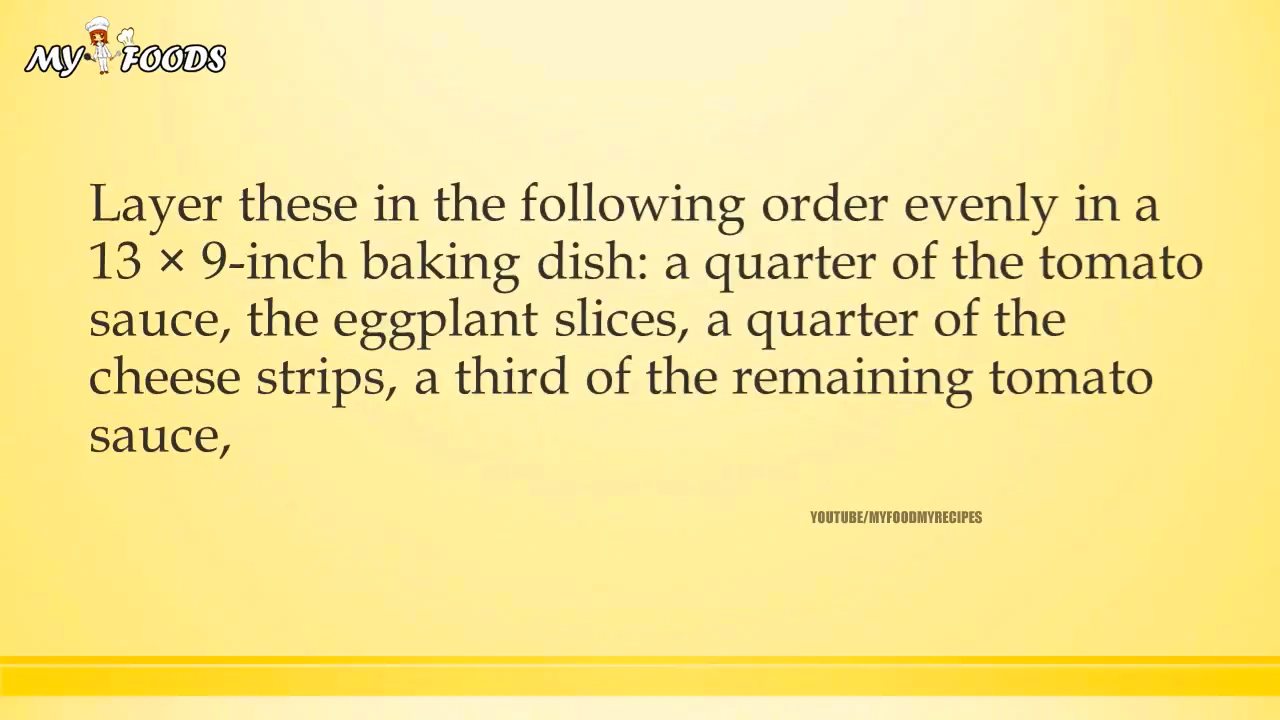 MY FOODS
Layer these in the following order evenly in a
13 × 9-inch baking dish: a quarter of the tomato
sauce, the eggplant slices, a quarter of the
cheese strips, a third of the remaining tomato
sauce,
YOUTUBE/MYFOODMYRECIPES